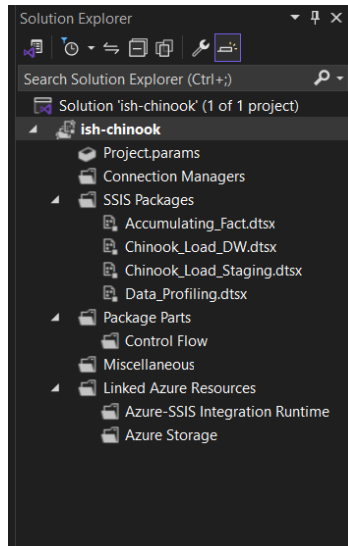 Solution Explorer
Search Solution Explorer (Ctrl+;)
Solution 'ish-chinook' (1 of 1 project)
ish-chinook
Project.params
Connection Managers
SSIS Packages
Accumulating_Fact.dtsx
Chinook_Load_DW.dtsx
Chinook_Load_Staging.dtsx
Data_Profiling.dtsx
Package Parts
Control Flow
Miscellaneous
Linked Azure Resources
Azure-SSIS Integration Runtime
Azure Storage